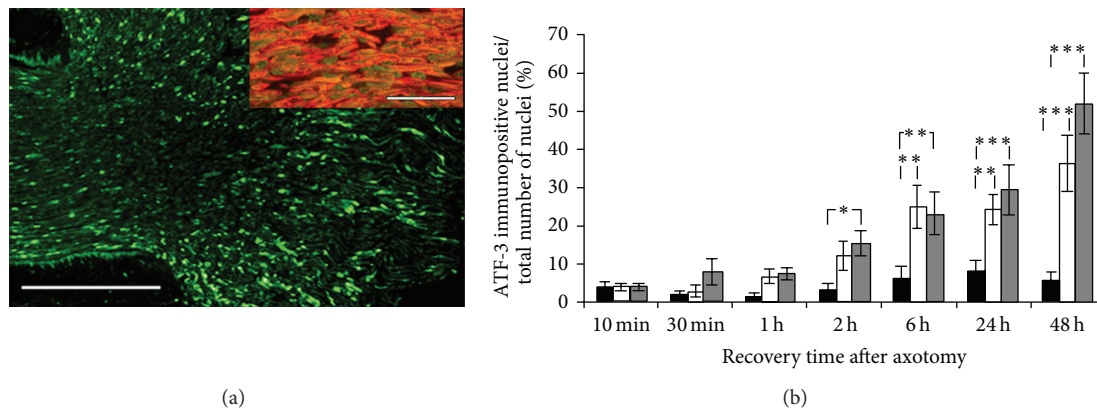 70
60
50
40
30
20
10
0
ATF-3 immunopositive nuclei/
total number of nuclei (%)
*
**
**
***
**
***
***
10 min 30 min 1 h 2 h 6 h 24 h 48 h
Recovery time after axotomy
(a)
(b)